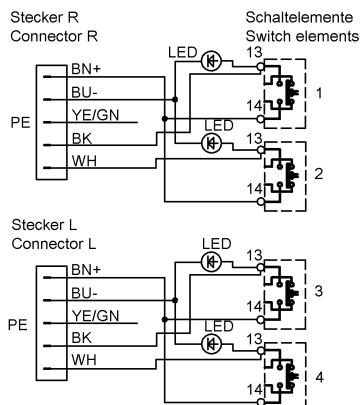 Stecker R
Connector R
Schaltelemente
Switch elements
LED
13
BN+
BU-
14
1
YE/GN
LED
PE
BK
13
WH
14
2
Stecker L
Connector L
LED
13
BN+
BU-
14
3
YE/GN
LED
PE
BK
13
WH
14
4